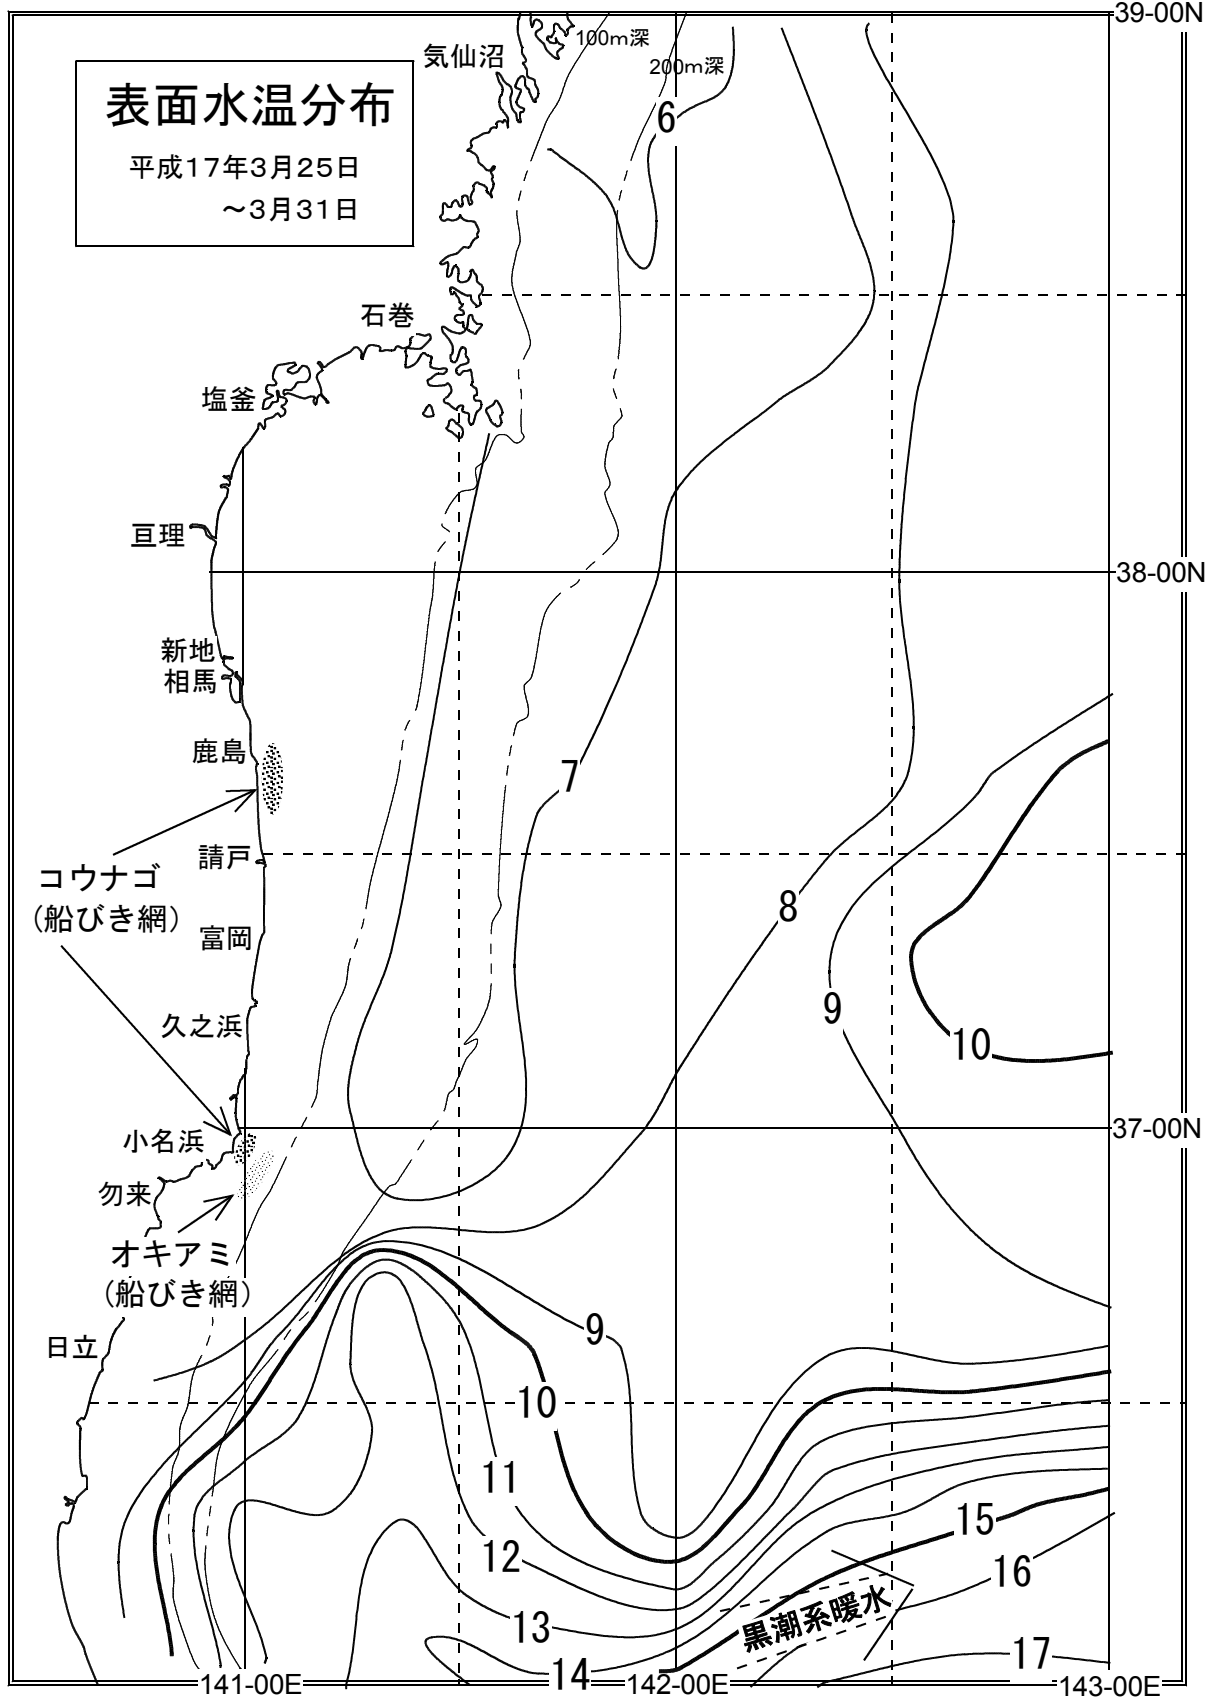 39-00N
100m深
気仙沼
200m深
表面水温分布
平成17年3月25日
～3月31日
6
石巻
塩釜
亘理
38-00N
新地
相馬
鹿島
7
請戸
コウナゴ
(船びき網)
8
富岡
9
久之浜
10
小名浜
37-00N
勿来
オキアミ
(船びき網)
9
日立
10
11
15
12
16
黒潮系暖水
13
17
14
141-00E
142-00E
143-00E